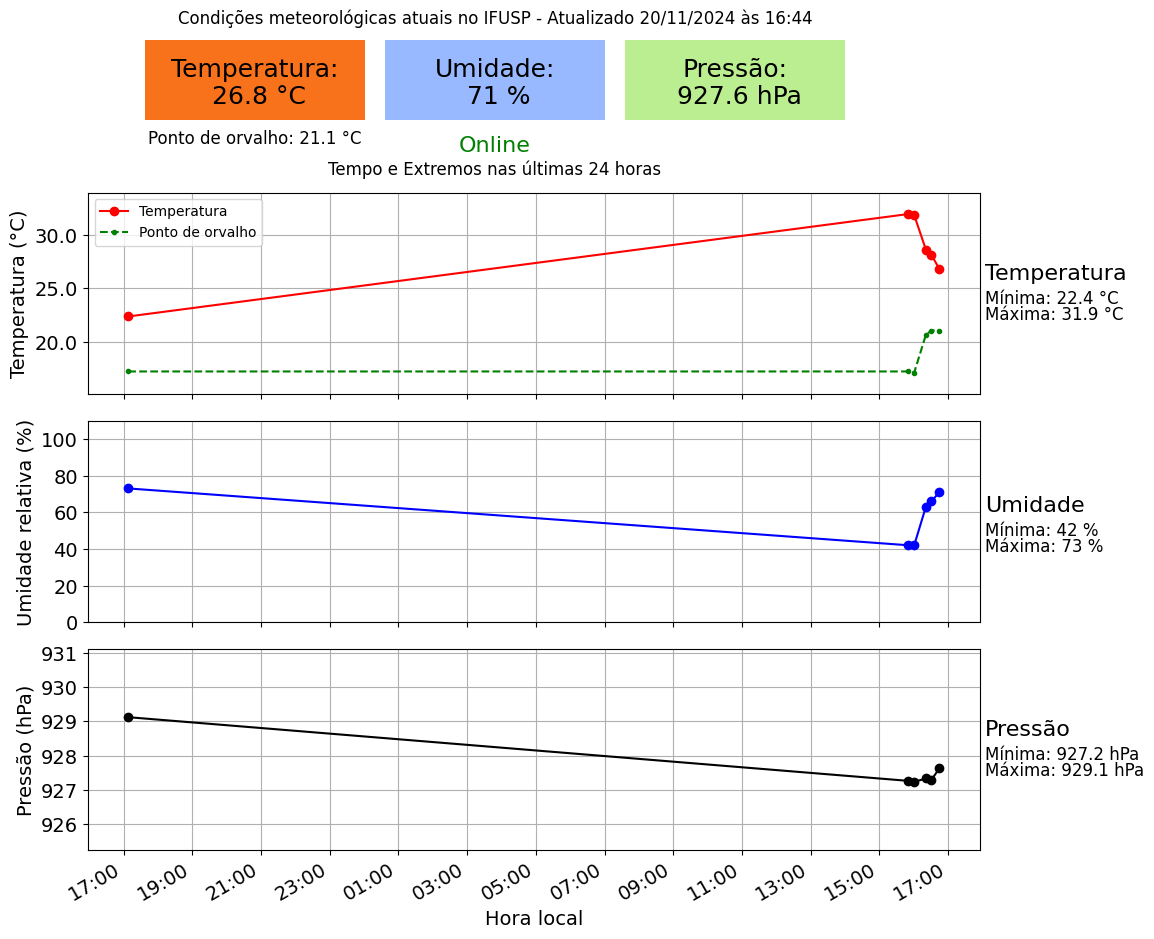 Condições meteorológicas atuais no IFUSP - Atualizado 20/11/2024 às 16:44
Temperatura:
26.8 °C
Umidade:
71 %
Pressão:
927.6 hPa
Ponto de orvalho: 21.1 °C
Online
Tempo e Extremos nas últimas 24 horas
Temperatura (°C)
30.0
25.0
20.0
Temperatura
Ponto de orvalho
Temperatura
Mínima: 22.4 °C
Máxima: 31.9 °C
Umidade relativa (%)
100
80
60
40
20
0
Umidade
Mínima: 42 %
Máxima: 73 %
Pressão (hPa)
931
930
929
928
927
926
Pressão
Mínima: 927.2 hPa
Máxima: 929.1 hPa
17:00 19:00 21:00 23:00 01:00 03:00 05:00 07:00 09:00 11:00 13:00 15:00 17:00
Hora local